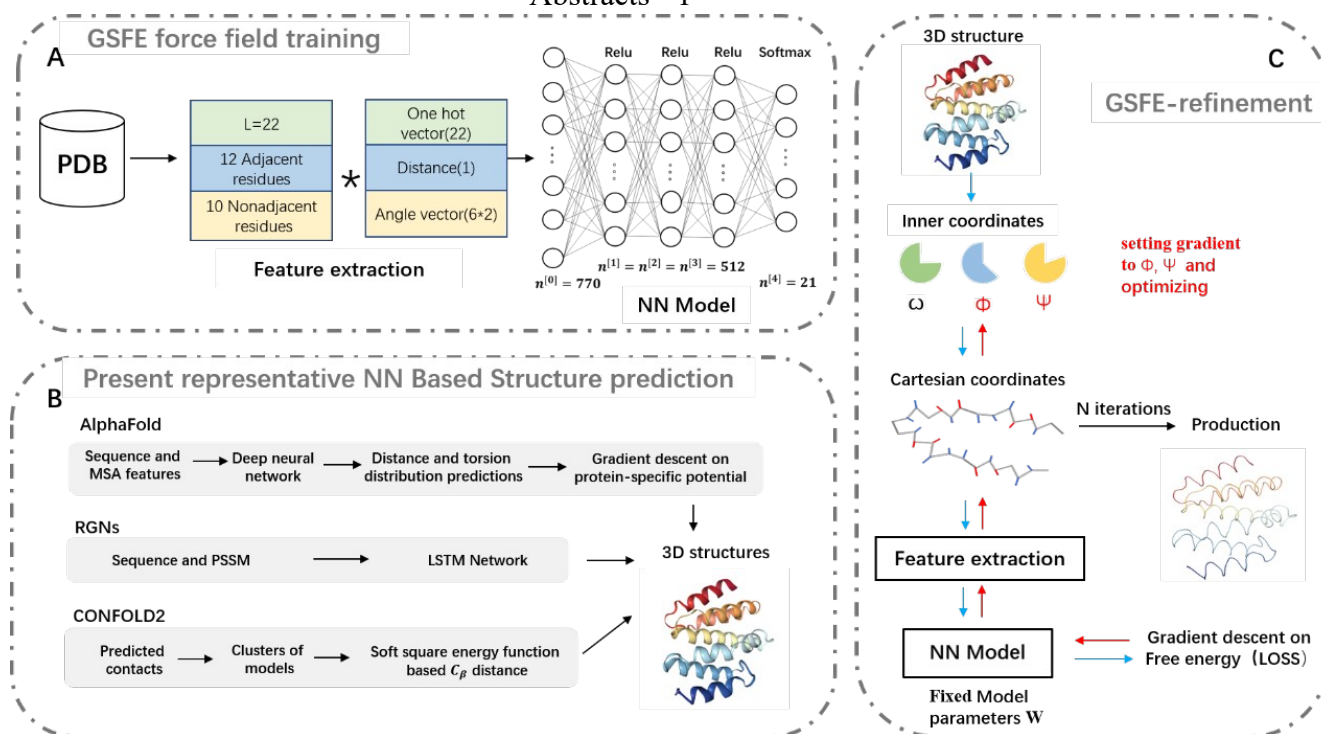 Abstracts - 1
A
GSFE force field training
PDB
L=22
12 Adjacent
residues
10 Nonadjacent
residues
*
One hot
vector(22)
Distance(1)
Angle vector(6*2)
Feature extraction
Relu Relu Relu Softmax
n^[0] = 770
n^[1] = n^[2] = n^[3] = 512
n^[4] = 21
NN Model
B
Present representative NN Based Structure prediction
AlphaFold
Sequence and
MSA features
Deep neural
network
Distance and torsion
distribution predictions
Gradient descent on
protein-specific potential
RGNs
Sequence and PSSM
LSTM Network
3D structures
CONFOLD2
Predicted
contacts
Clusters of
models
Soft square energy function
based C_β distance
C
GSFE-refinement
3D structure
Inner coordinates
ω Φ Ψ
setting gradient
to Φ, Ψ and
optimizing
Cartesian coordinates
N iterations
Production
Feature extraction
NN Model
Gradient descent on
Free energy (LOSS)
Fixed Model
parameters W